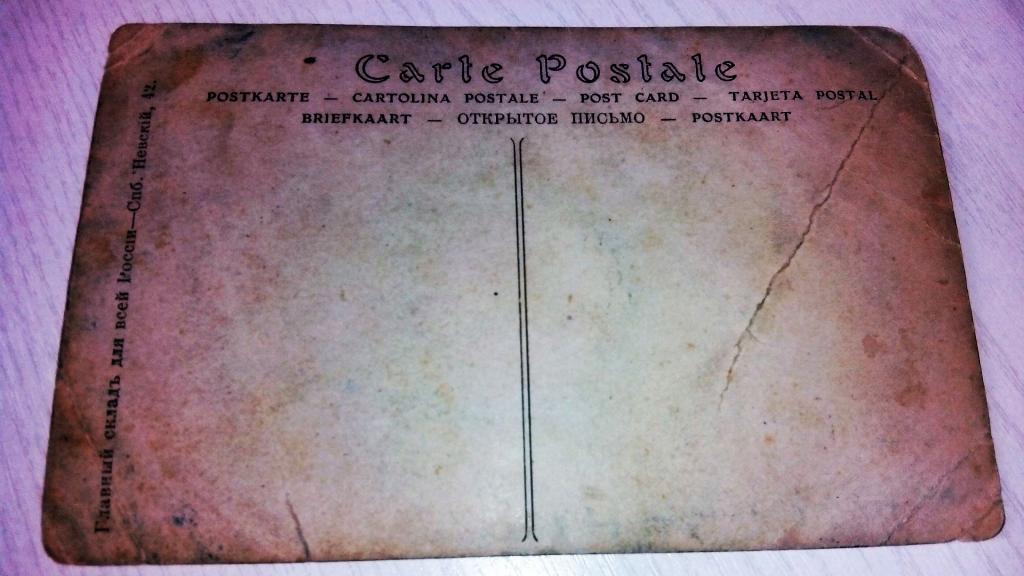 Carte Postale
POSTKARTE — CARTOLINA POSTALE — POST CARD — TARJETA POSTAL
BRIEFKAART — ОТКРЫТОЕ ПИСЬМО — POSTKAART
Главный складъ для всей Россіи—Спб. Невскій, 42.